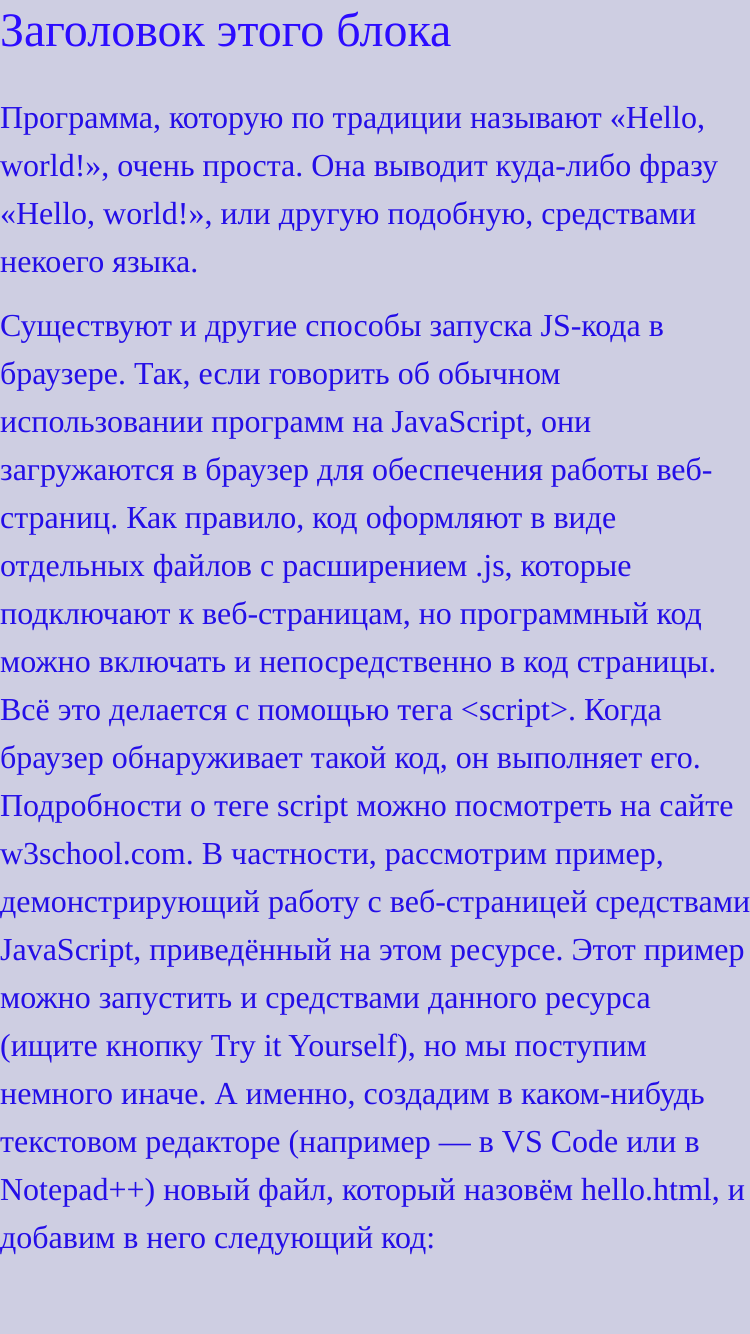 Заголовок этого блока
Программа, которую по традиции называют «Hello,
world!», очень проста. Она выводит куда-либо фразу
«Hello, world!», или другую подобную, средствами
некоего языка.
Существуют и другие способы запуска JS-кода в
браузере. Так, если говорить об обычном
использовании программ на JavaScript, они
загружаются в браузер для обеспечения работы веб-
страниц. Как правило, код оформляют в виде
отдельных файлов с расширением .js, которые
подключают к веб-страницам, но программный код
можно включать и непосредственно в код страницы.
Всё это делается с помощью тега <script>. Когда
браузер обнаруживает такой код, он выполняет его.
Подробности о теге script можно посмотреть на сайте
w3school.com. В частности, рассмотрим пример,
демонстрирующий работу с веб-страницей средствами
JavaScript, приведённый на этом ресурсе. Этот пример
можно запустить и средствами данного ресурса
(ищите кнопку Try it Yourself), но мы поступим
немного иначе. А именно, создадим в каком-нибудь
текстовом редакторе (например — в VS Code или в
Notepad++) новый файл, который назовём hello.html, и
добавим в него следующий код: